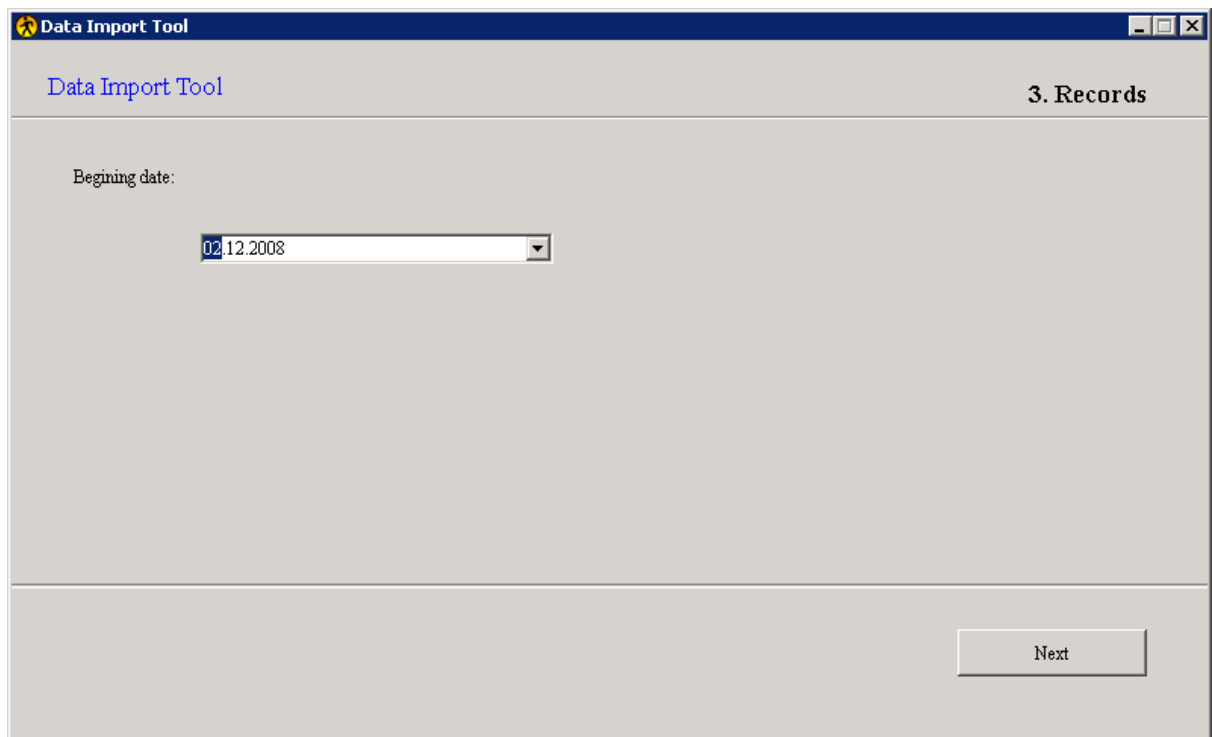 Data Import Tool
Data Import Tool
3. Records
Begining date:
02.12.2008
Next